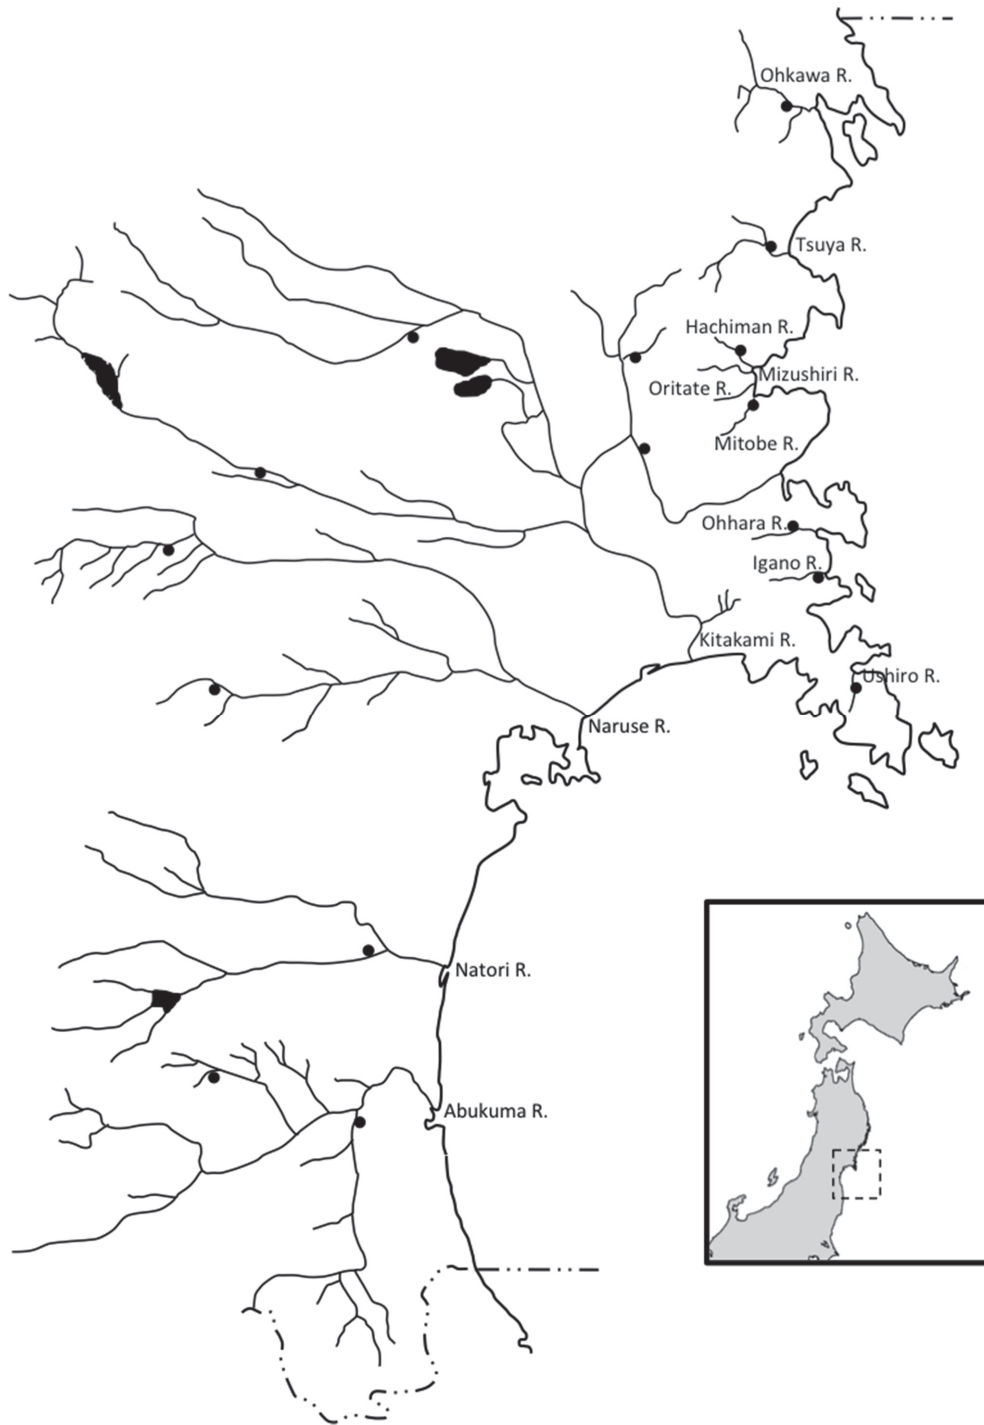 Ohkawa R.
Tsuya R.
Hachiman R.
Mizushiri R.
Oritate R.
Mitobe R.
Ohhara R.
Igano R.
Kitakami R.
Ushiro R.
Naruse R.
Natori R.
Abukuma R.